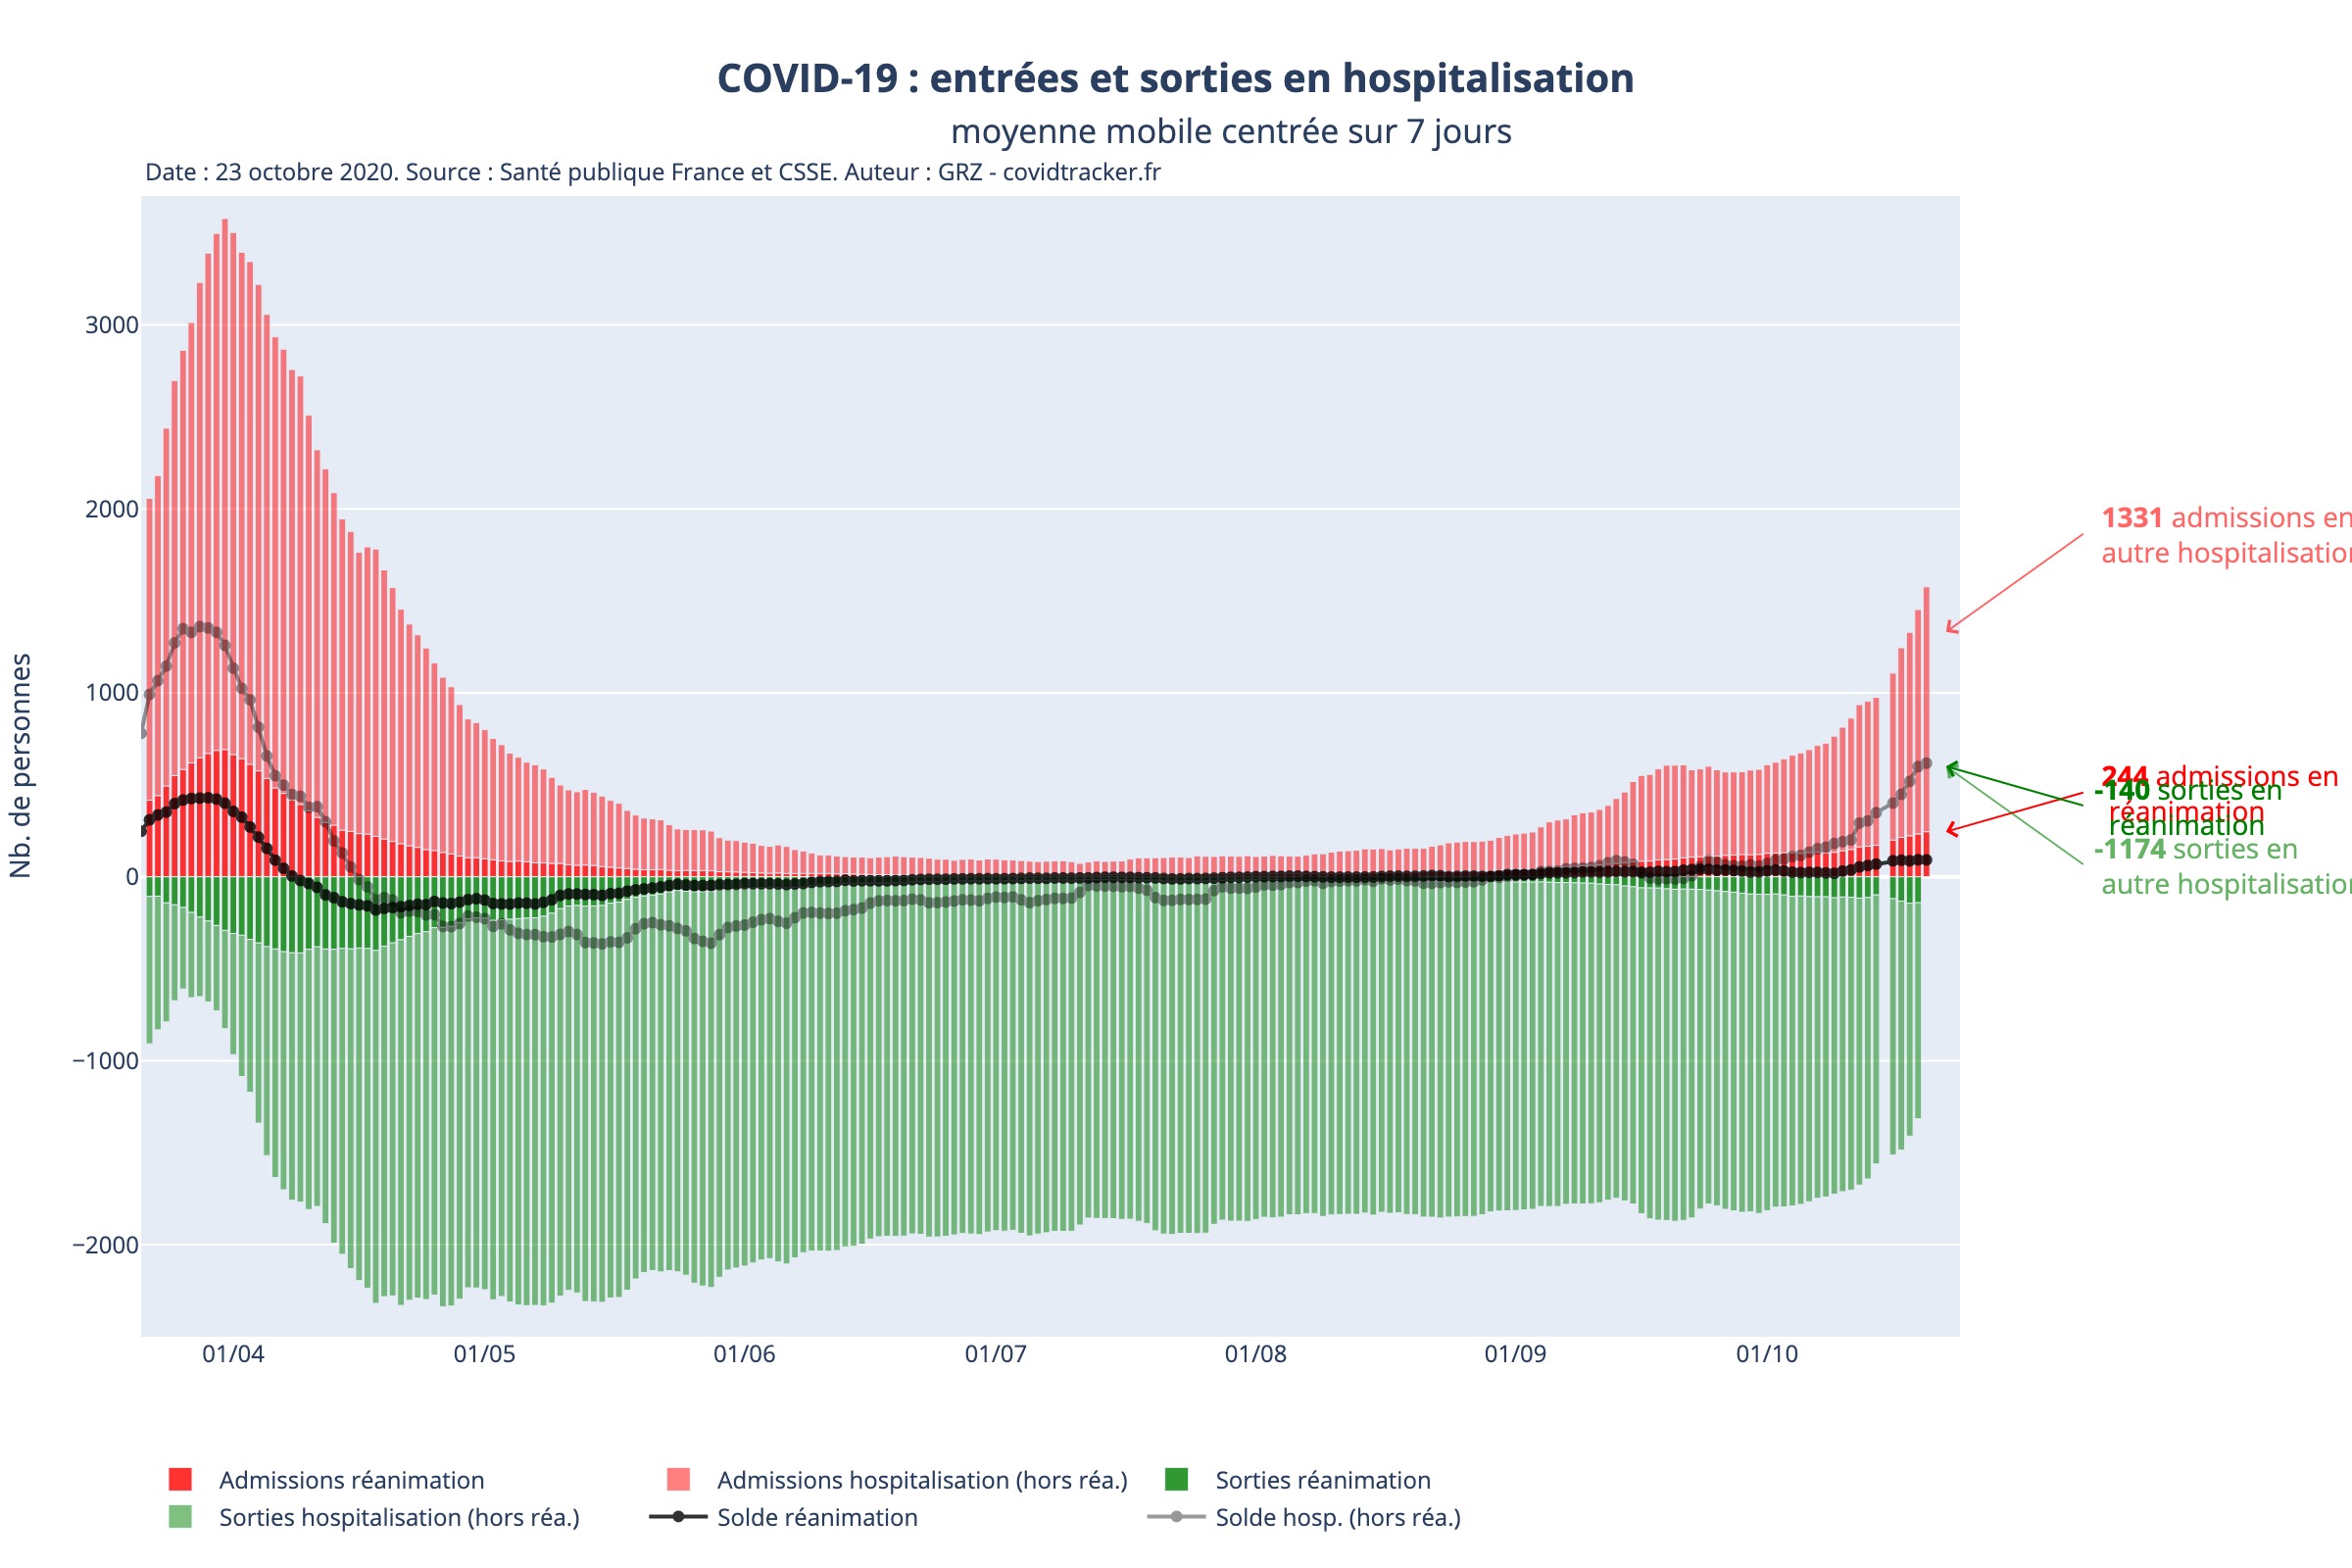 COVID-19 : entrées et sorties en hospitalisation
moyenne mobile centrée sur 7 jours
Date : 23 octobre 2020. Source : Santé publique France et CSSE. Auteur : GRZ - covidtracker.fr
Nb. de personnes
3000
2000
1000
0
−1000
−2000
01/04
01/05
01/06
01/07
01/08
01/09
01/10
1331 admissions en
autre hospitalisation
244 admissions en
réanimation
-140 sorties en
réanimation
-1174 sorties en
autre hospitalisation
Admissions réanimation
Admissions hospitalisation (hors réa.)
Sorties réanimation
Sorties hospitalisation (hors réa.)
Solde réanimation
Solde hosp. (hors réa.)